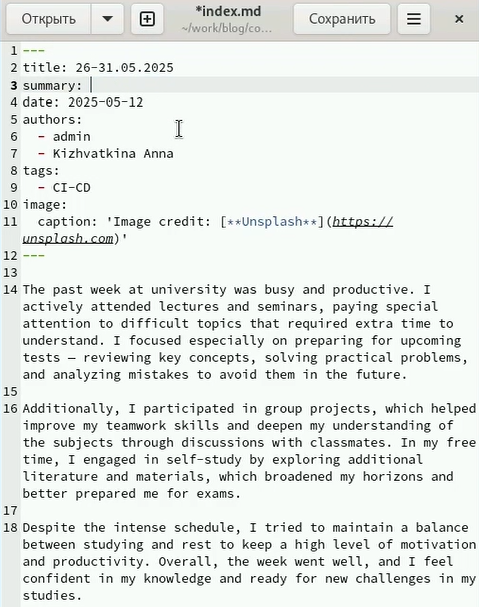 Открыть
*index.md
~/work/blog/co...
Сохранить
1 ---
2 title: 26-31.05.2025
3 summary:
4 date: 2025-05-12
5 authors:
6 - admin
7 - Kizhvatkina Anna
8 tags:
9 - CI-CD
10 image:
11 caption: 'Image credit: [**Unsplash**](https://
unsplash.com)'
12 ---
13
14 The past week at university was busy and productive. I
actively attended lectures and seminars, paying special
attention to difficult topics that required extra time to
understand. I focused especially on preparing for upcoming
tests — reviewing key concepts, solving practical problems,
and analyzing mistakes to avoid them in the future.
15
16 Additionally, I participated in group projects, which helped
improve my teamwork skills and deepen my understanding of
the subjects through discussions with classmates. In my free
time, I engaged in self-study by exploring additional
literature and materials, which broadened my horizons and
better prepared me for exams.
17
18 Despite the intense schedule, I tried to maintain a balance
between studying and rest to keep a high level of motivation
and productivity. Overall, the week went well, and I feel
confident in my knowledge and ready for new challenges in my
studies.